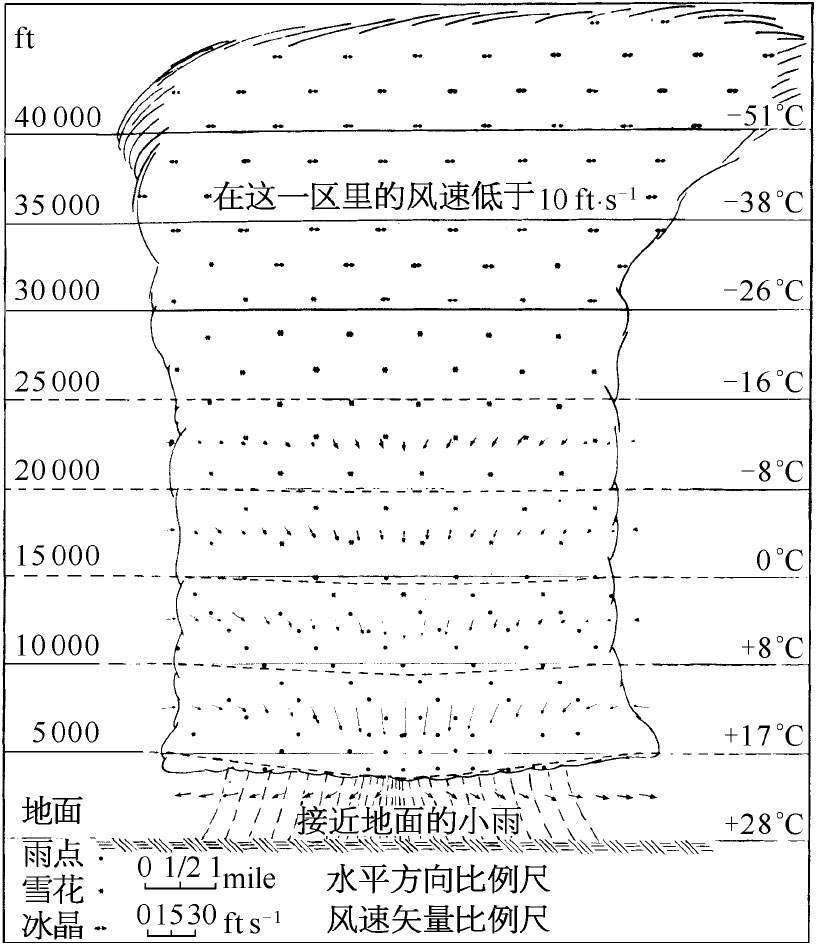 ft
40 000 −51℃
在这一区里的风速低于10 ft·s⁻¹
35 000 −38℃
30 000 −26℃
25 000 −16℃
20 000 −8℃
15 000 0℃
10 000 +8℃
5 000 +17℃
地面 接近地面的小雨 +28℃
雨点
雪花 0 1/2 1 mile 水平方向比例尺
冰晶 0 15 30 ft s⁻¹ 风速矢量比例尺